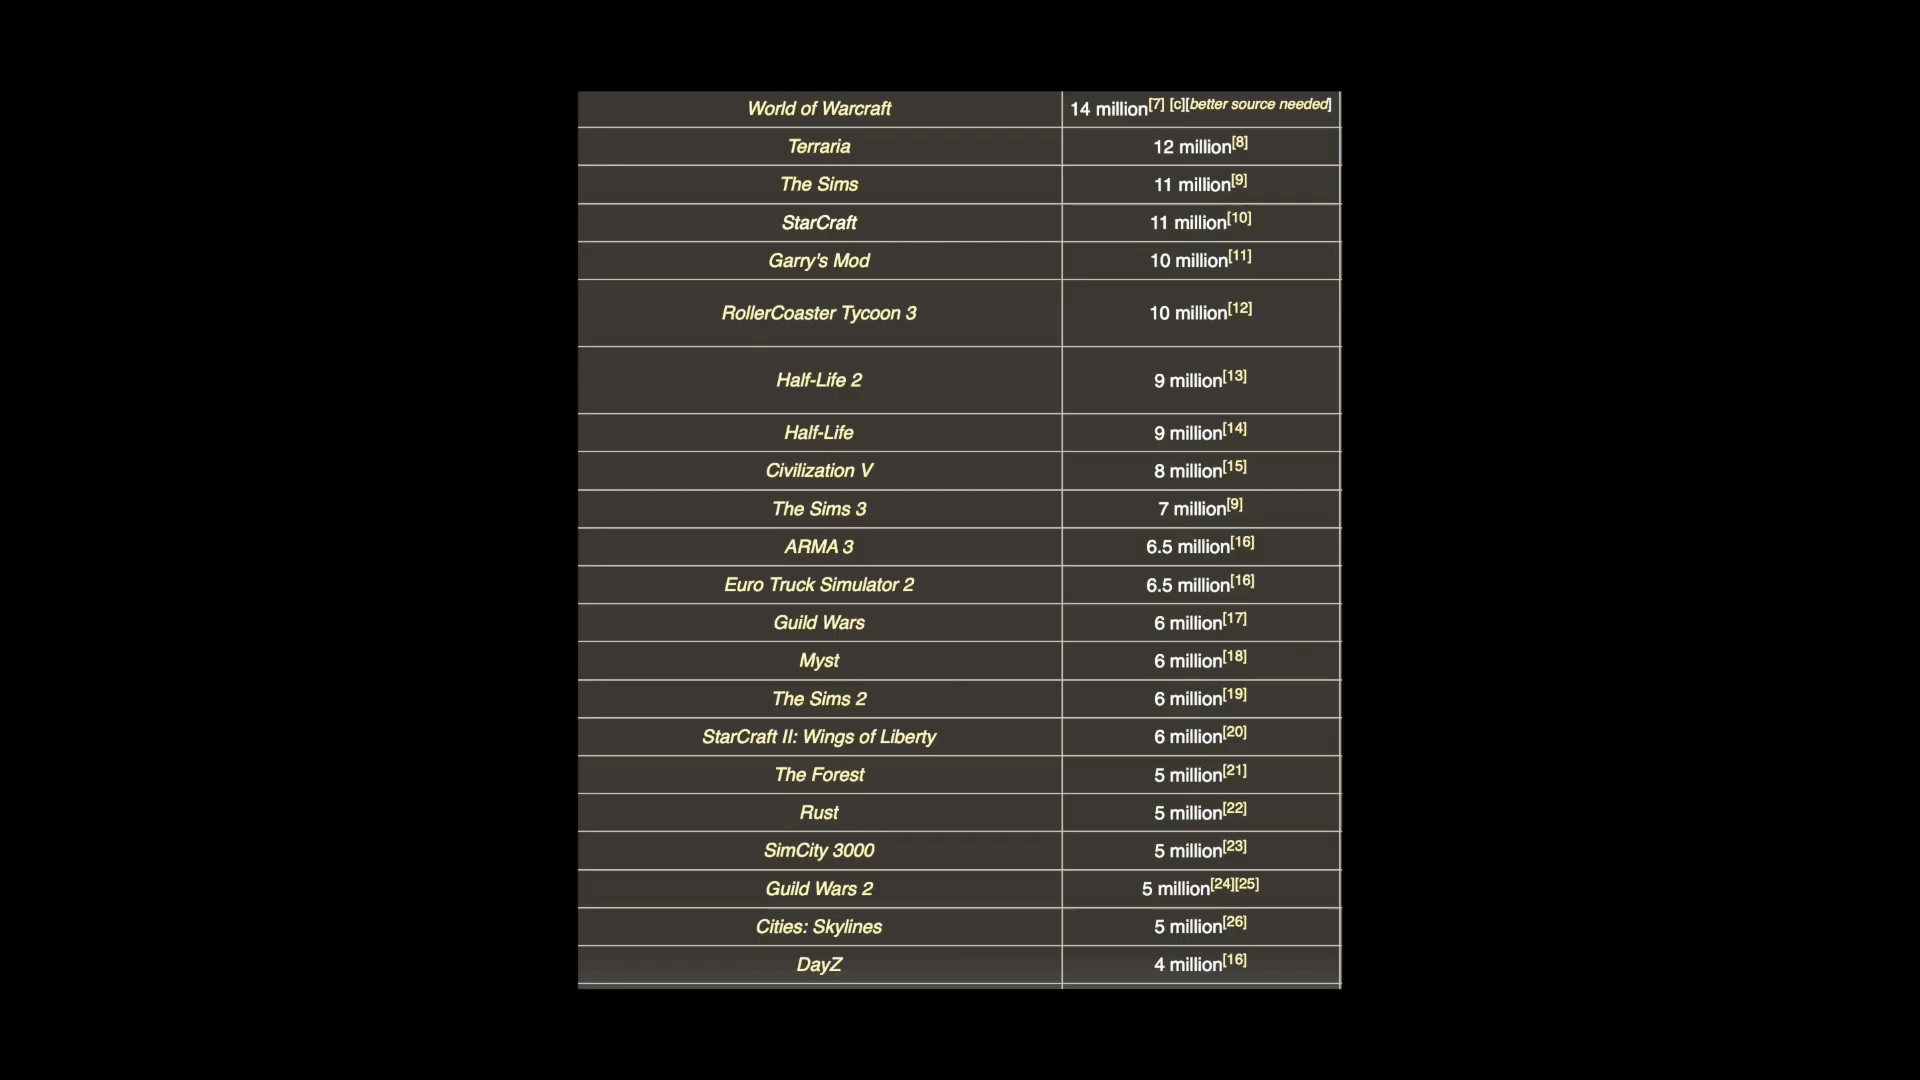 World of Warcraft 14 million[7] [c][better source needed]
Terraria 12 million[8]
The Sims 11 million[9]
StarCraft 11 million[10]
Garry's Mod 10 million[11]
RollerCoaster Tycoon 3 10 million[12]
Half-Life 2 9 million[13]
Half-Life 9 million[14]
Civilization V 8 million[15]
The Sims 3 7 million[9]
ARMA 3 6.5 million[16]
Euro Truck Simulator 2 6.5 million[16]
Guild Wars 6 million[17]
Myst 6 million[18]
The Sims 2 6 million[19]
StarCraft II: Wings of Liberty 6 million[20]
The Forest 5 million[21]
Rust 5 million[22]
SimCity 3000 5 million[23]
Guild Wars 2 5 million[24][25]
Cities: Skylines 5 million[26]
DayZ 4 million[16]